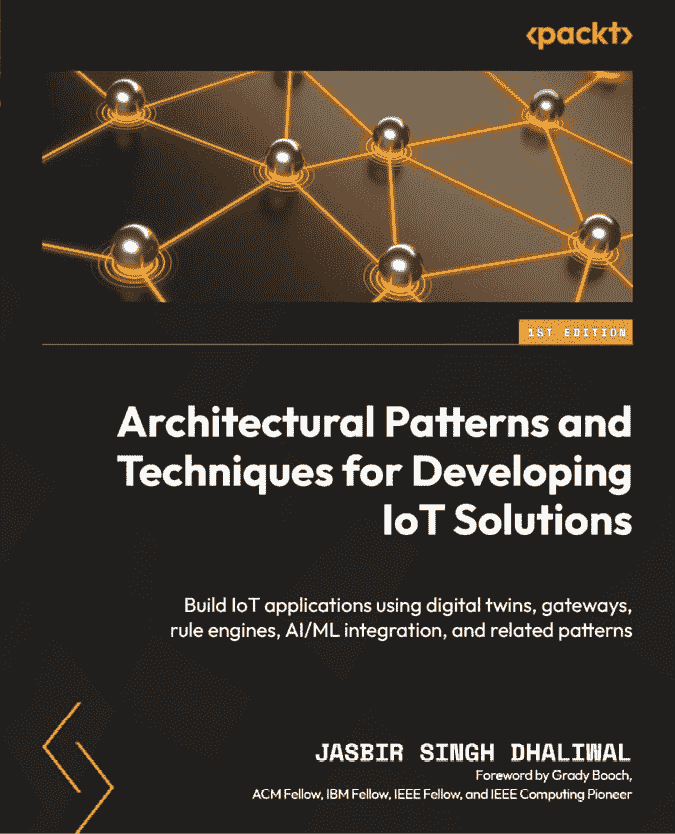 <packt>
1ST EDITION
Architectural Patterns and
Techniques for Developing
IoT Solutions
Build IoT applications using digital twins, gateways,
rule engines, AI/ML integration, and related patterns
JASBIR SINGH DHALIWAL
Foreword by Grady Booch,
ACM Fellow, IBM Fellow, IEEE Fellow, and IEEE Computing Pioneer